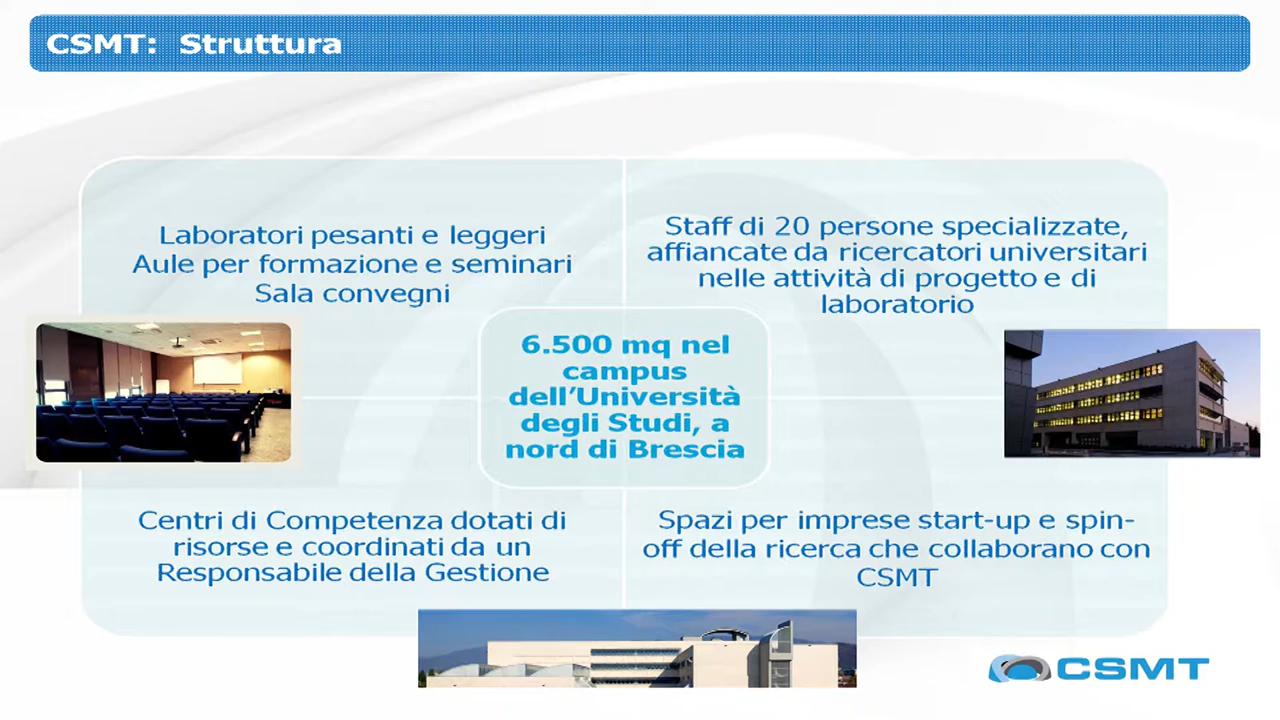 CSMT: Struttura
Laboratori pesanti e leggeri
Aule per formazione e seminari
Sala convegni
Staff di 20 persone specializzate,
affiancate da ricercatori universitari
nelle attività di progetto e di
laboratorio
6.500 mq nel
campus
dell'Università
degli Studi, a
nord di Brescia
Centri di Competenza dotati di
risorse e coordinati da un
Responsabile della Gestione
Spazi per imprese start-up e spin-
off della ricerca che collaborano con
CSMT
CSMT